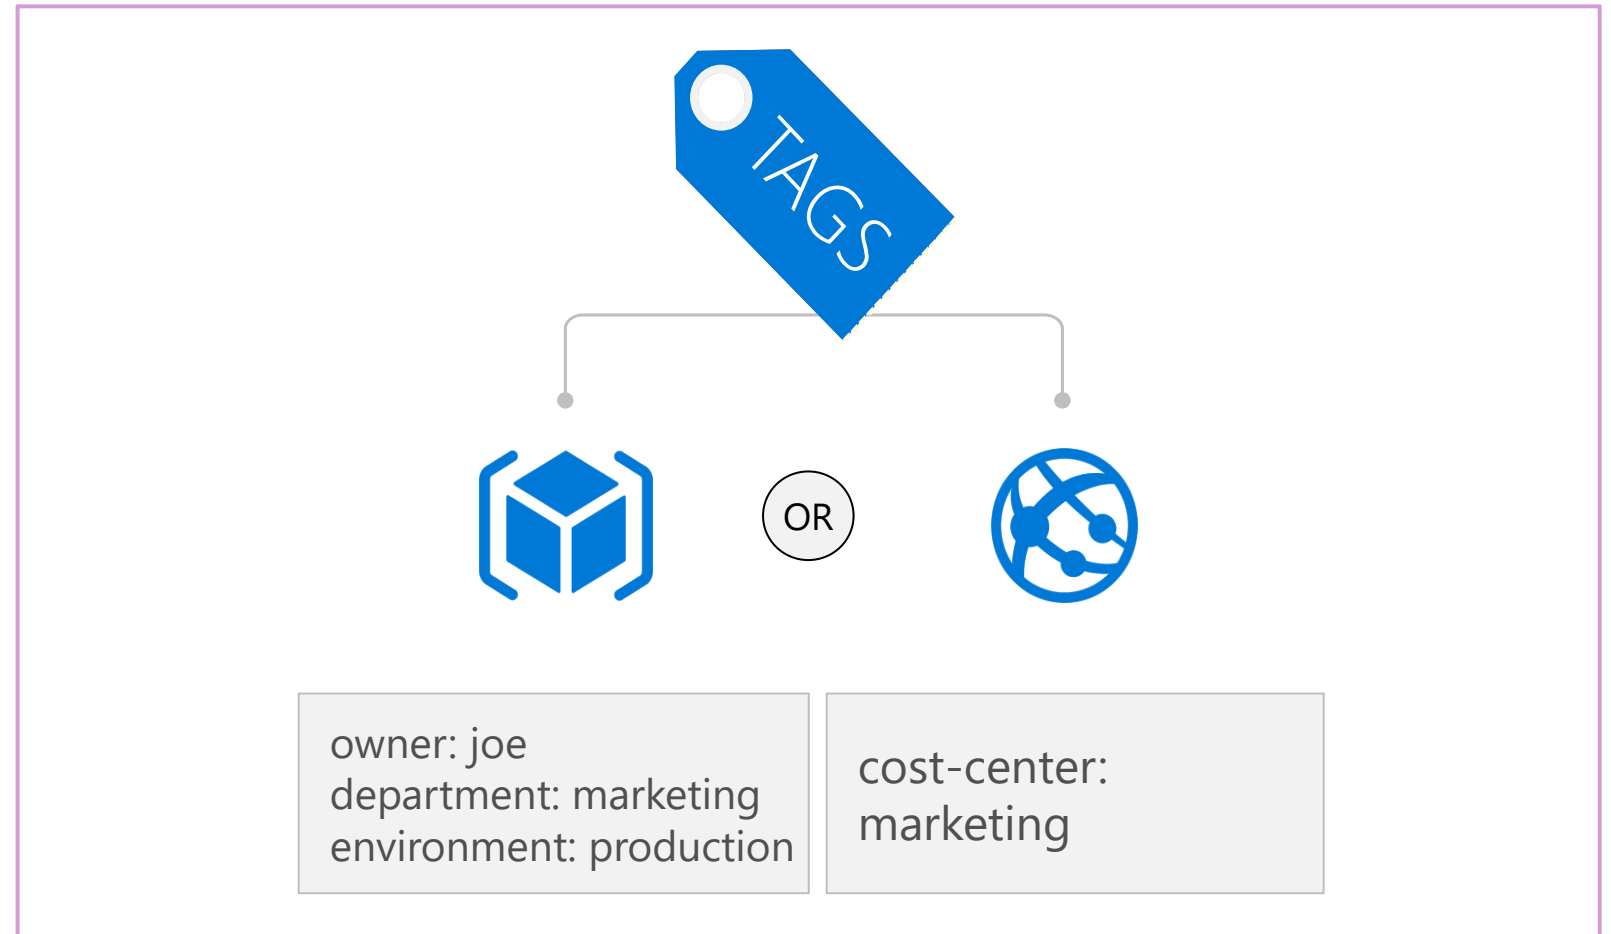 TAGS
OR
owner: joe
department: marketing
environment: production
cost-center:
marketing